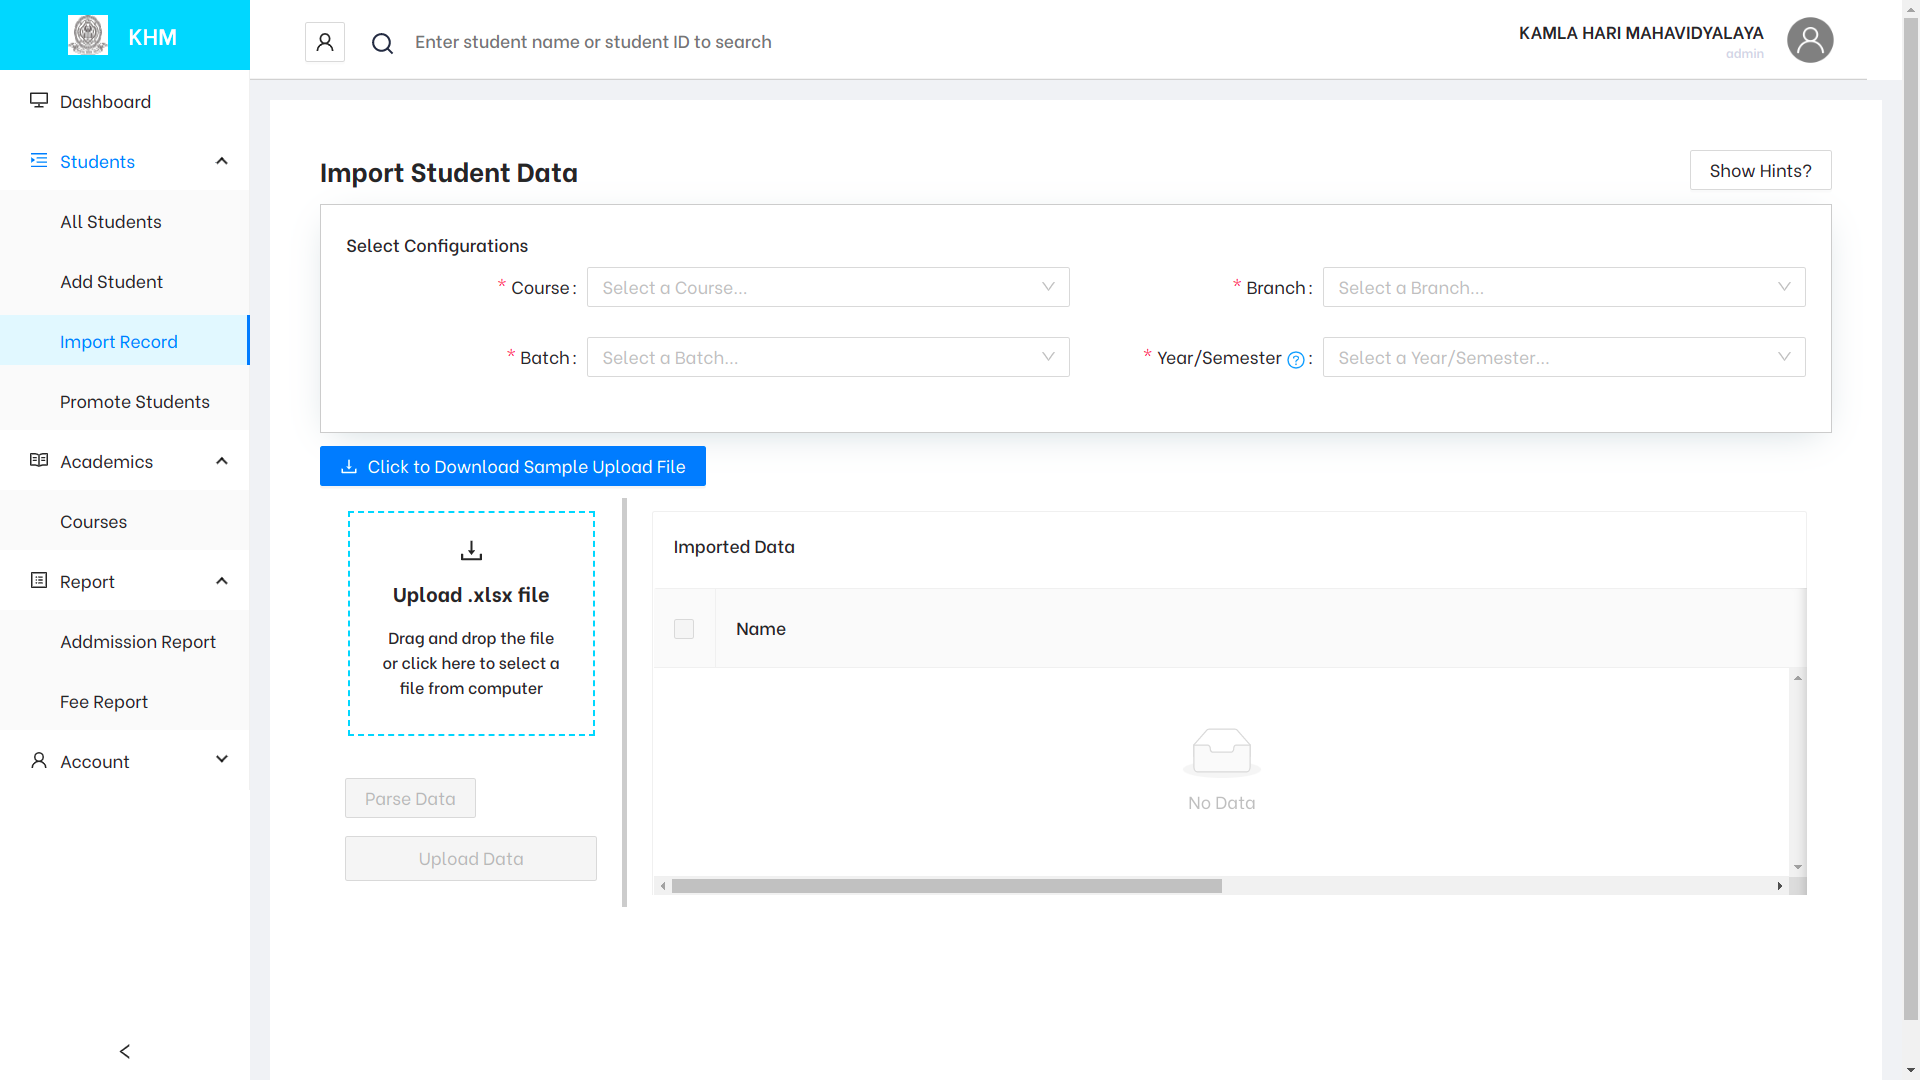 KHM
Enter student name or student ID to search
KAMLA HARI MAHAVIDYALAYA
admin
Dashboard
Students
All Students
Add Student
Import Record
Promote Students
Academics
Courses
Report
Addmission Report
Fee Report
Account
Import Student Data
Show Hints?
Select Configurations
* Course : Select a Course...
* Branch : Select a Branch...
* Batch : Select a Batch...
* Year/Semester ? : Select a Year/Semester...
Click to Download Sample Upload File
Upload .xlsx file
Drag and drop the file
or click here to select a
file from computer
Parse Data
Upload Data
Imported Data
Name
No Data